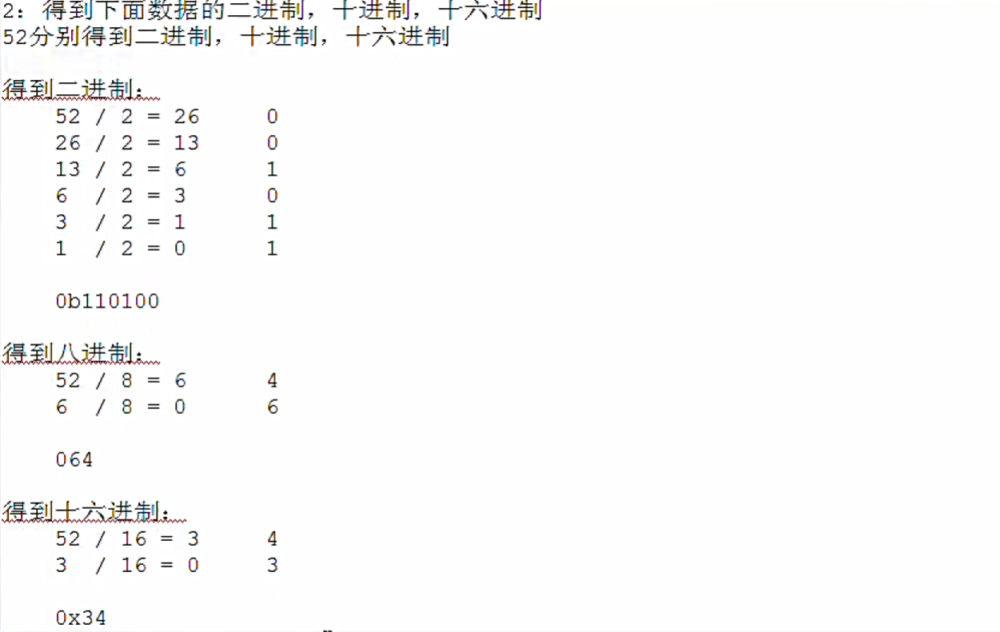 2：得到下面数据的二进制，十进制，十六进制
52分别得到二进制，十进制，十六进制
得到二进制：
52 / 2 = 26 0
26 / 2 = 13 0
13 / 2 = 6 1
6 / 2 = 3 0
3 / 2 = 1 1
1 / 2 = 0 1
0b110100
得到八进制：
52 / 8 = 6 4
6 / 8 = 0 6
064
得到十六进制：
52 / 16 = 3 4
3 / 16 = 0 3
0x34